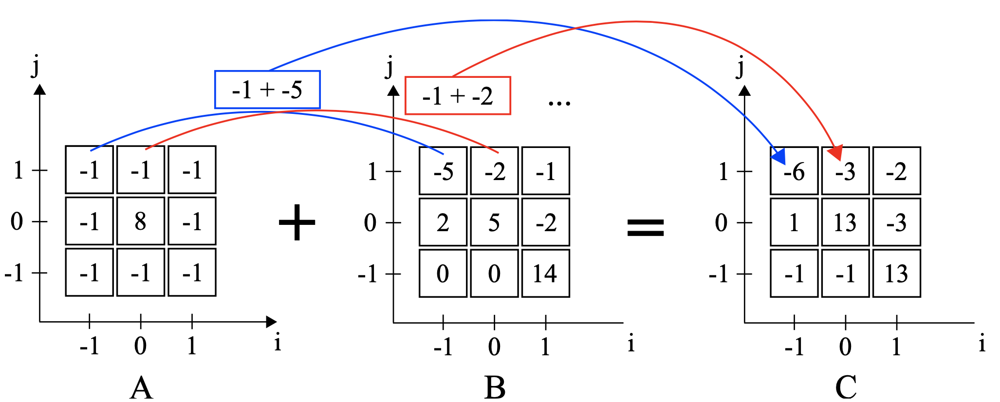 j j j
-1 + -5 -1 + -2 ...
1 -1 -1 -1 1 -5 -2 -1 1 -6 -3 -2
0 -1 8 -1 + 0 2 5 -2 = 0 1 13 -3
-1 -1 -1 -1 -1 0 0 14 -1 -1 -1 13
-1 0 1 i -1 0 1 i -1 0 1 i
A B C